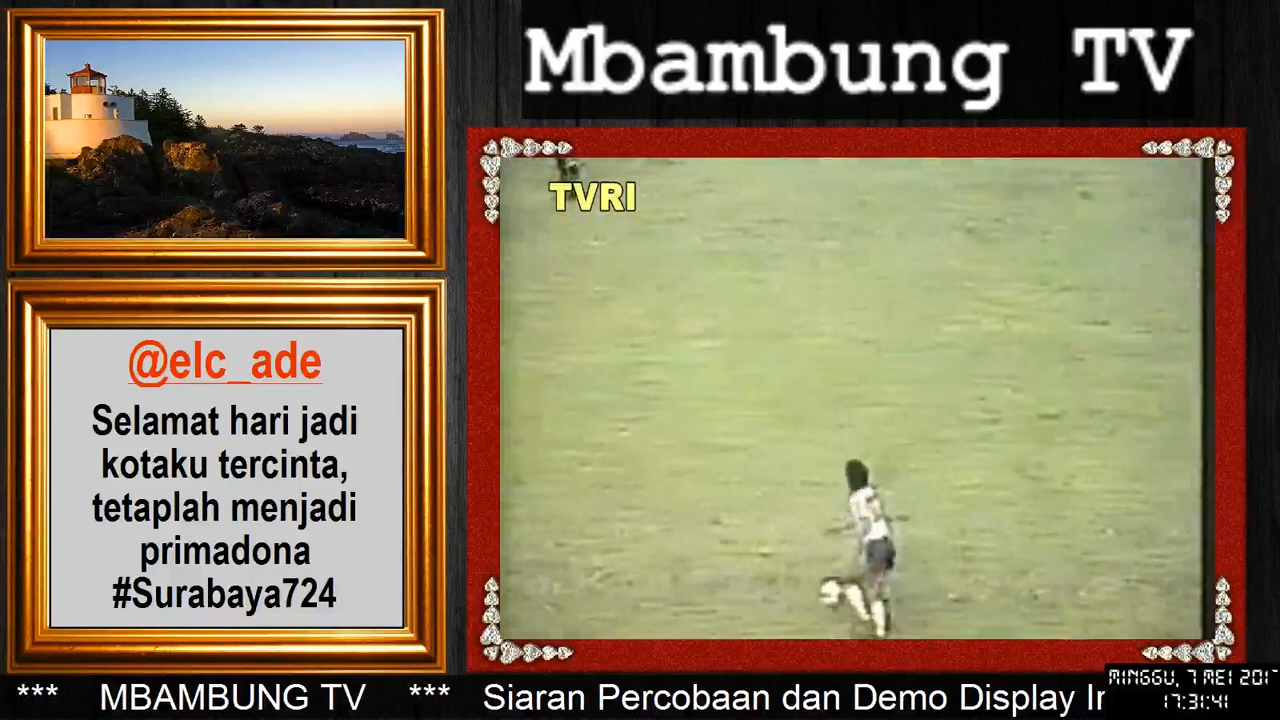 Mbambung TV
TVRI
@elc_ade
Selamat hari jadi
kotaku tercinta,
tetaplah menjadi
primadona
#Surabaya724
*** MBAMBUNG TV *** Siaran Percobaan dan Demo Display
MINGGU, 7 MEI 2017
17:31:41